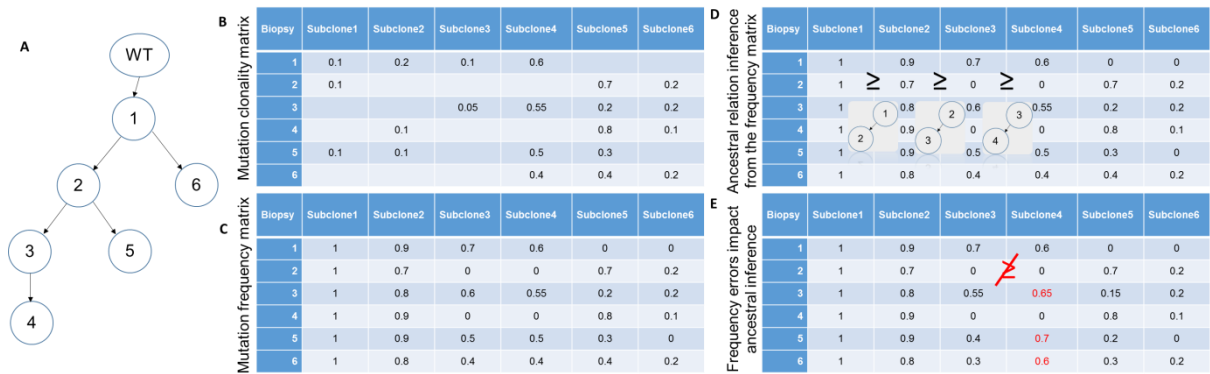 A
WT
1
2
6
3
5
4
B
Mutation clonality matrix
Biopsy Subclone1 Subclone2 Subclone3 Subclone4 Subclone5 Subclone6
1 0.1 0.2 0.1 0.6
2 0.1 0.7 0.2
3 0.05 0.55 0.2 0.2
4 0.1 0.8 0.1
5 0.1 0.1 0.5 0.3
6 0.4 0.4 0.2
C
Mutation frequency matrix
Biopsy Subclone1 Subclone2 Subclone3 Subclone4 Subclone5 Subclone6
1 1 0.9 0.7 0.6 0 0
2 1 0.7 0 0 0.7 0.2
3 1 0.8 0.6 0.55 0.2 0.2
4 1 0.9 0 0 0.8 0.1
5 1 0.9 0.5 0.5 0.3 0
6 1 0.8 0.4 0.4 0.4 0.2
D
Ancestral relation inference
from the frequency matrix
Biopsy Subclone1 Subclone2 Subclone3 Subclone4 Subclone5 Subclone6
1 1 0.9 0.7 0.6 0 0
2 1 ≥ 0.7 ≥ 0 ≥ 0 0.7 0.2
3 1 0.8 0.6 0.55 0.2 0.2
1 2 3
4 1 0.9 0 0 0.8 0.1
2 3 4
5 1 0.9 0.5 0.5 0.3 0
6 1 0.8 0.4 0.4 0.4 0.2
E
Frequency errors impact
ancestral inference
Biopsy Subclone1 Subclone2 Subclone3 Subclone4 Subclone5 Subclone6
1 1 0.9 0.7 0.6 0 0
2 1 0.7 0 ≱ 0 0.7 0.2
3 1 0.8 0.55 0.65 0.15 0.2
4 1 0.9 0 0 0.8 0.1
5 1 0.9 0.4 0.7 0.2 0
6 1 0.8 0.3 0.6 0.3 0.2